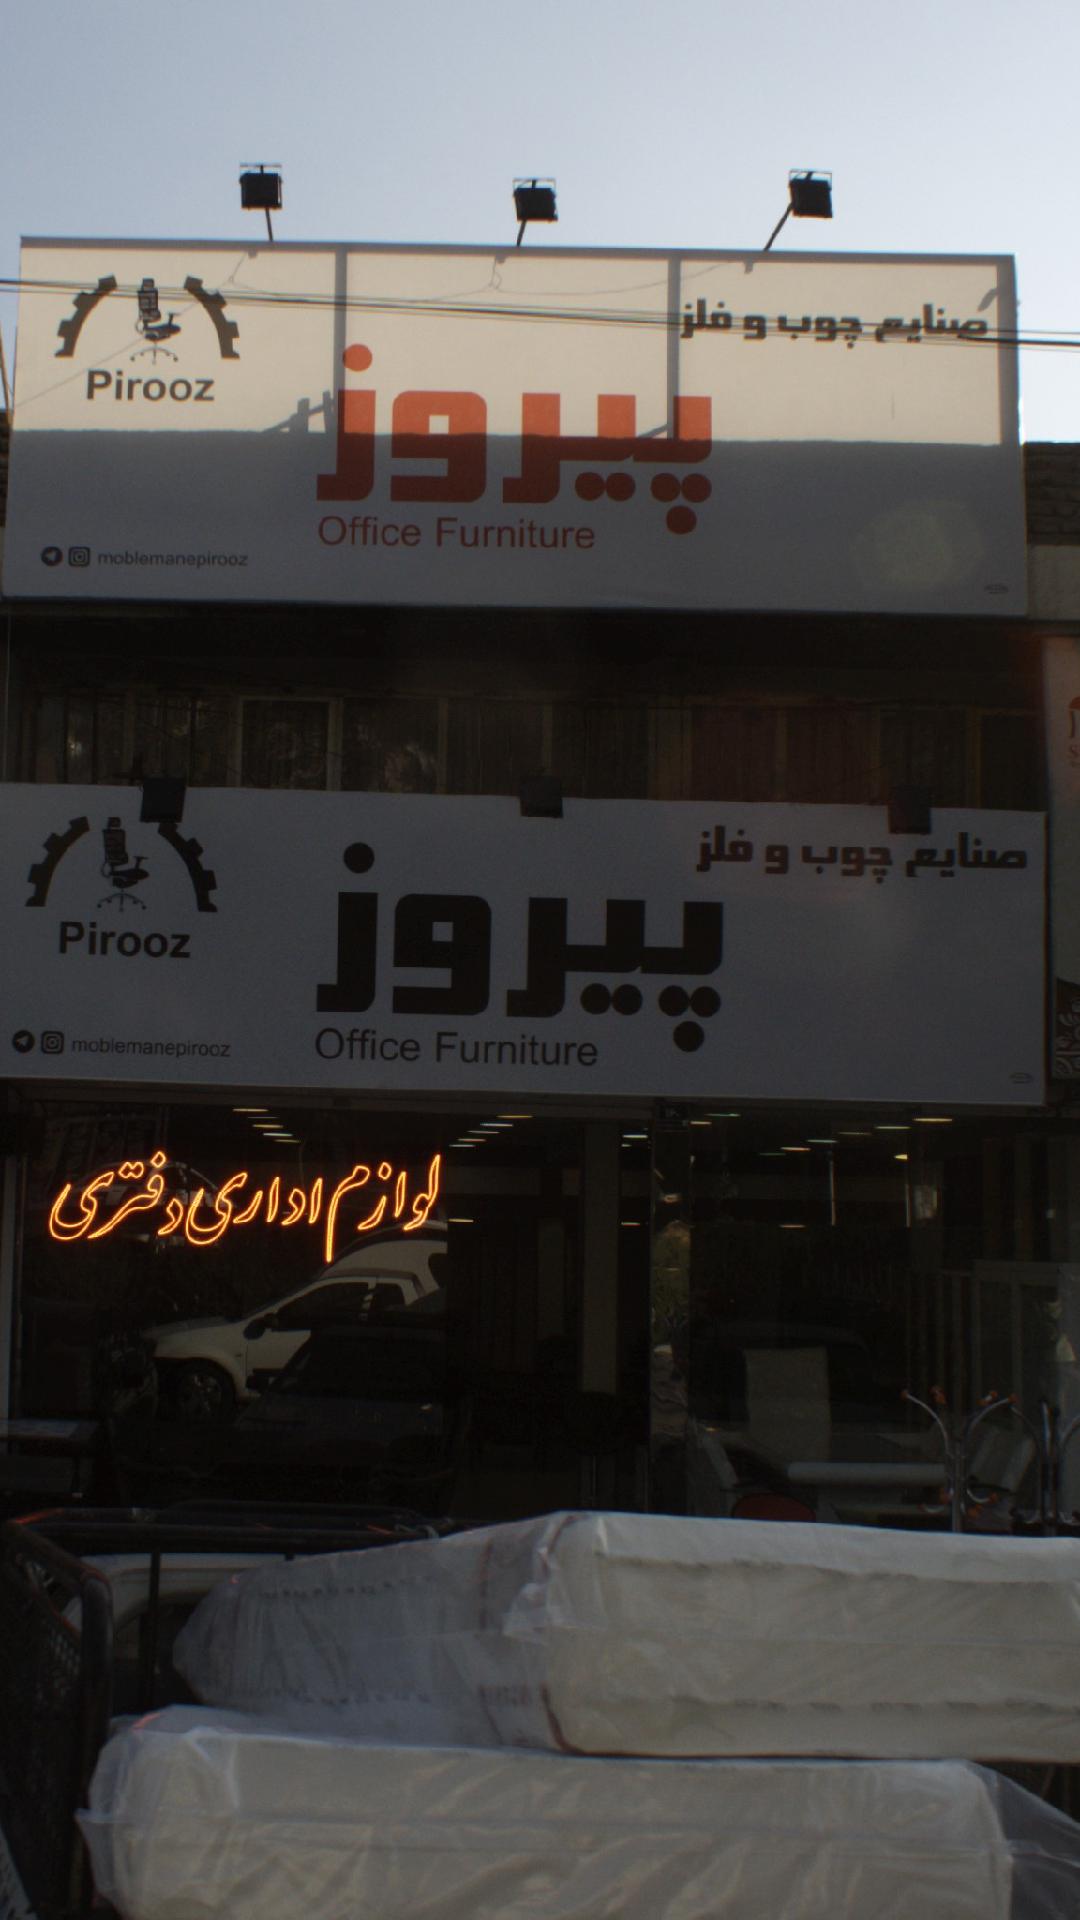 صنایع چوب و فلز
Pirooz
پیروز
Office Furniture
moblemanepirooz
صنایع چوب و فلز
پیروز
Pirooz
Office Furniture
moblemanepirooz
لوازم اداری دفتری